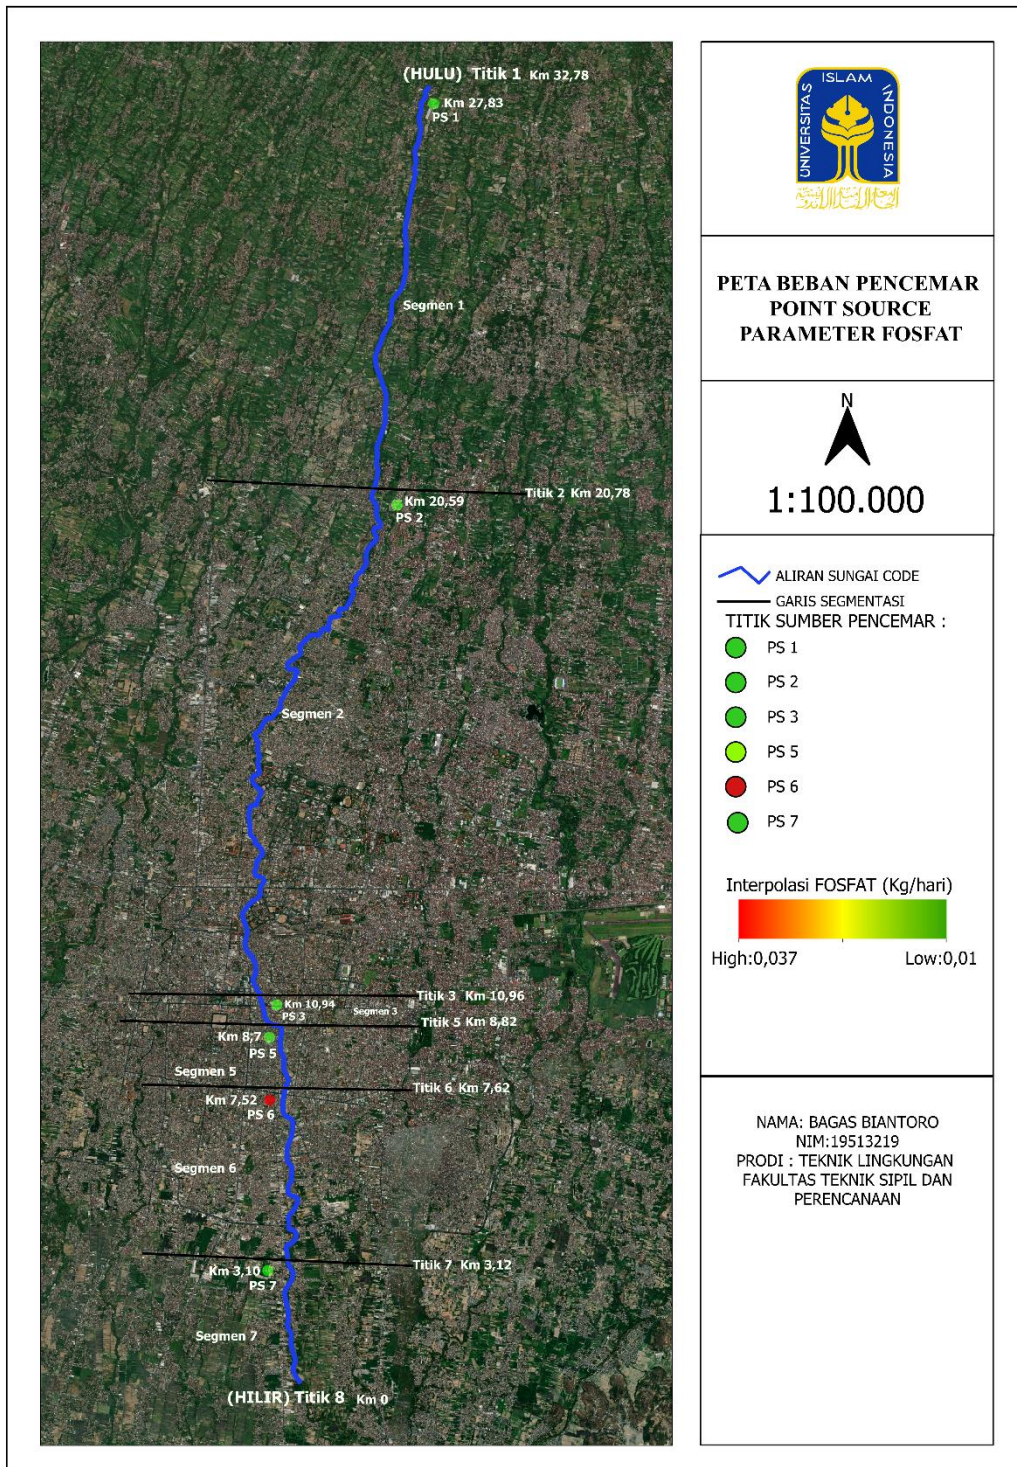 (HULU) Titik 1 Km 32,78
Km 27,83
PS 1
Segmen 1
Km 20,59
PS 2
Titik 2 Km 20,78
Segmen 2
Titik 3 Km 10,96
Km 10,94
PS 3
Segmen 3
Titik 5 Km 8,82
Km 8,7
PS 5
Segmen 5
Titik 6 Km 7,62
Km 7,52
PS 6
Segmen 6
Titik 7 Km 3,12
Km 3,10
PS 7
Segmen 7
(HILIR) Titik 8 Km 0
UNIVERSITAS
ISLAM
INDONESIA
PETA BEBAN PENCEMAR
POINT SOURCE
PARAMETER FOSFAT
N
1:100.000
ALIRAN SUNGAI CODE
GARIS SEGMENTASI
TITIK SUMBER PENCEMAR :
PS 1
PS 2
PS 3
PS 5
PS 6
PS 7
Interpolasi FOSFAT (Kg/hari)
High:0,037 Low:0,01
NAMA: BAGAS BIANTORO
NIM:19513219
PRODI : TEKNIK LINGKUNGAN
FAKULTAS TEKNIK SIPIL DAN
PERENCANAAN